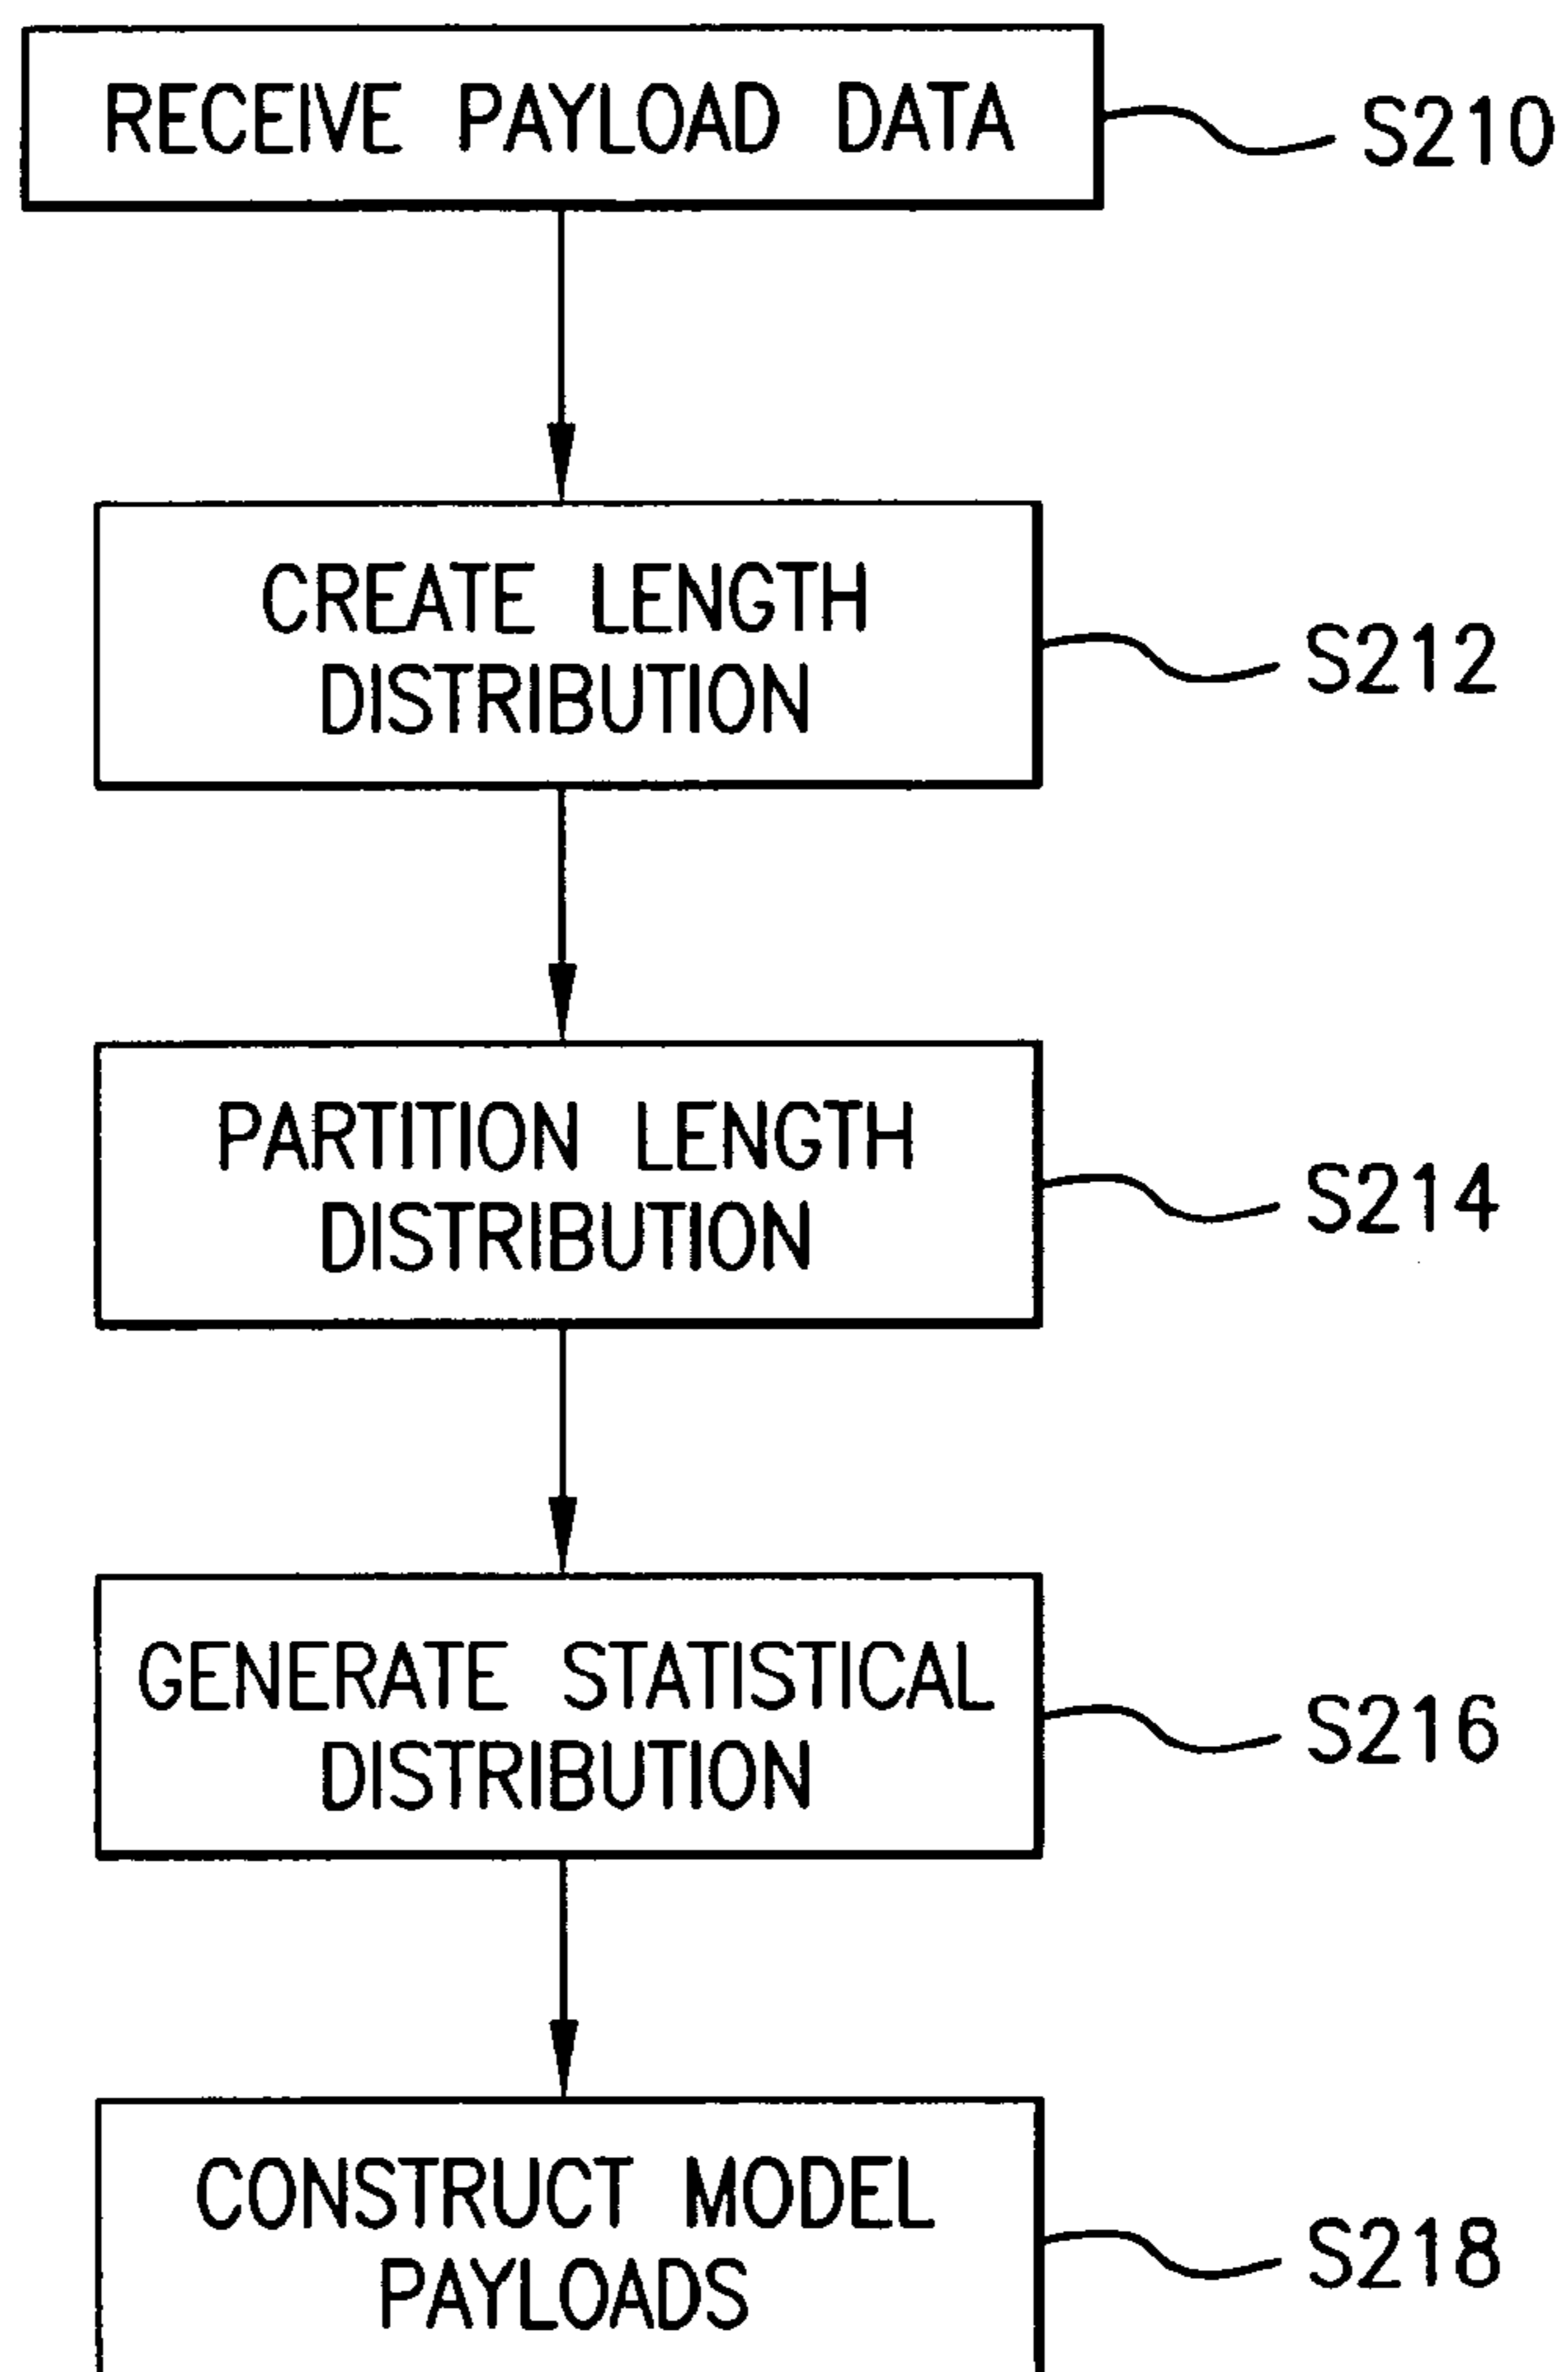 RECEIVE PAYLOAD DATA
S210
CREATE LENGTH
DISTRIBUTION
S212
PARTITION LENGTH
DISTRIBUTION
S214
GENERATE STATISTICAL
DISTRIBUTION
S216
CONSTRUCT MODEL
PAYLOADS
S218